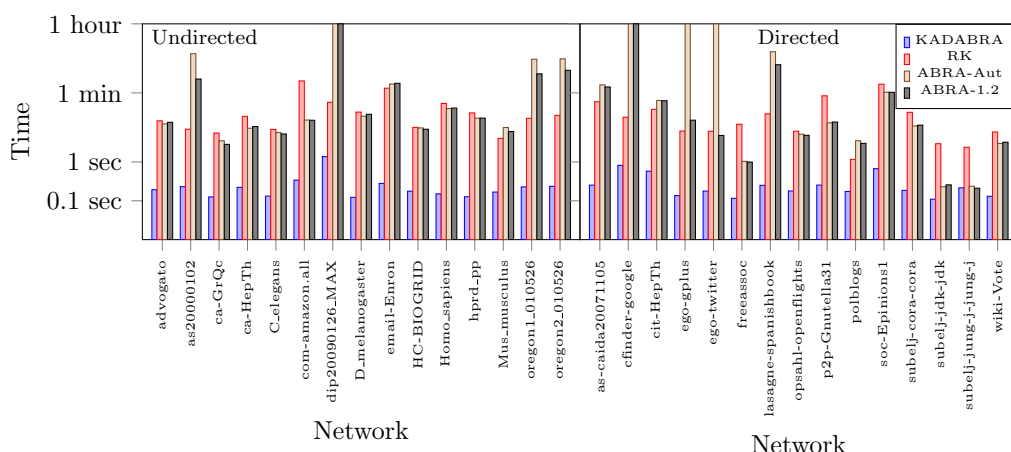 1 hour
1 min
1 sec
0.1 sec
Time
Undirected
Directed
KADABRA
RK
ABRA-Aut
ABRA-1.2
advogato
as20000102
ca-GrQc
ca-HepTh
C_elegans
com-amazon.all
dip20090126_MAX
D_melanogaster
email-Enron
HC-BIOGRID
Homo_sapiens
hprd_pp
Mus_musculus
oregon1_010526
oregon2_010526
as-caida20071105
cfinder-google
cit-HepTh
ego-gplus
ego-twitter
freeassoc
lasagne-spanishbook
opsahl-openflights
p2p-Gnutella31
polblogs
soc-Epinions1
subelj-cora-cora
subelj-jdk-jdk
subelj-jung-j-jung-j
wiki-Vote
Network
Network